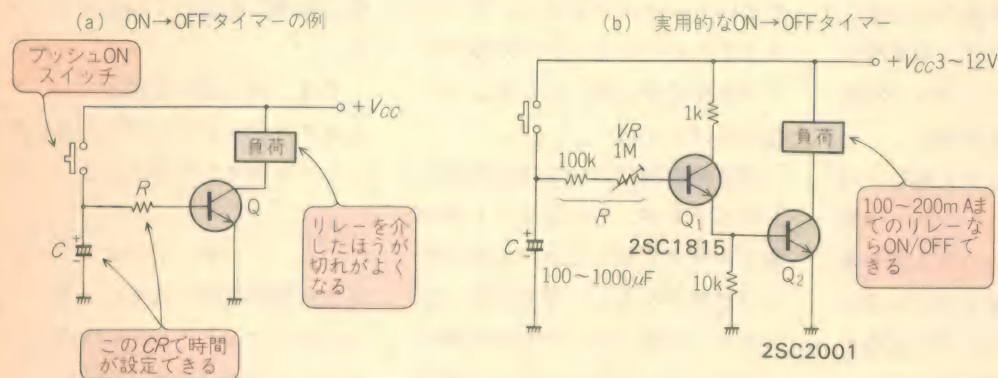 (a) ON→OFFタイマーの例
プッシュON
スイッチ
+VCC
負荷
R
Q
C
+
-
リレーを介
したほうが
切れがよく
なる
このCRで時間
が設定できる
(b) 実用的なON→OFFタイマー
+VCC3~12V
1k
VR
1M
100k
R
Q1
2SC1815
負荷
100~200mAま
でのリレーな
らON/OFFで
きる
C
+
-
100~1000μF
10k
Q2
2SC2001